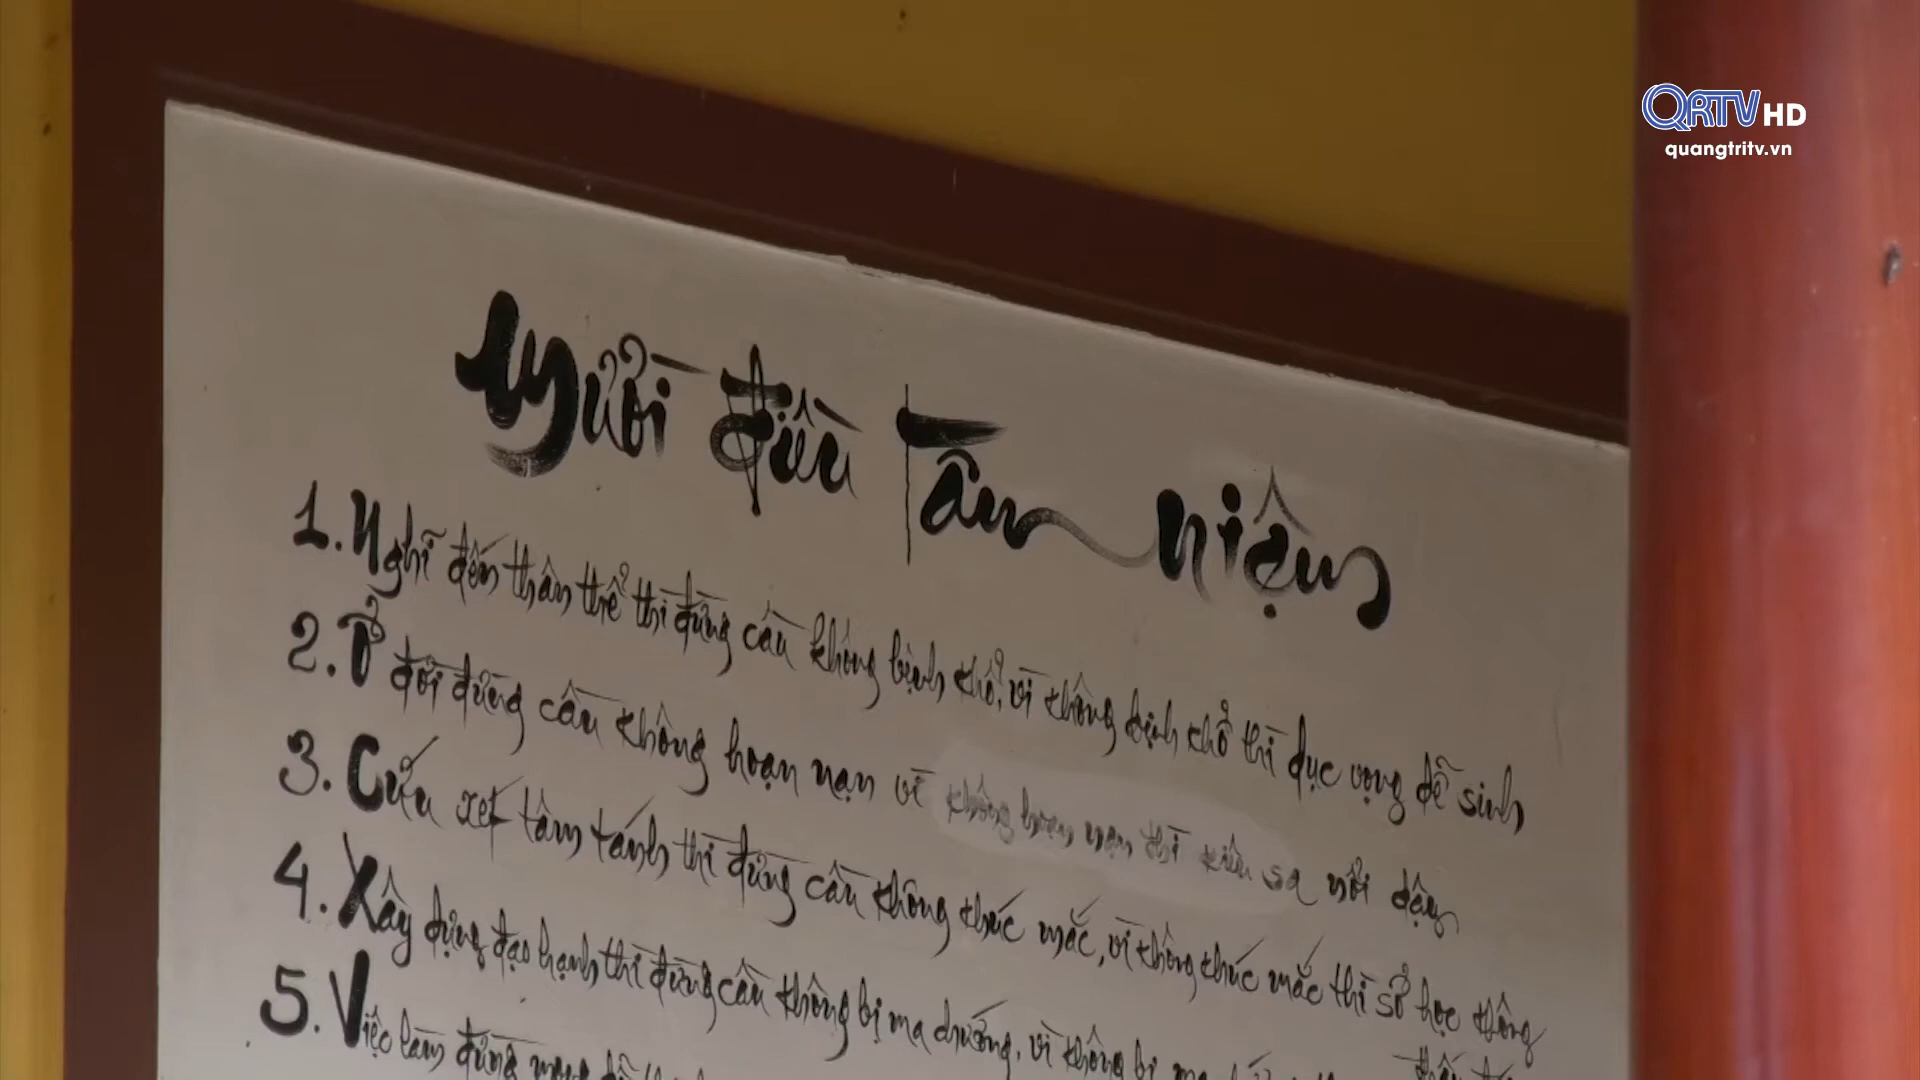 QRTV HD
quangtritv.vn
Mười điều Tâm niệm
1. Nghĩ đến thân thể thì đừng cầu không bịnh khổ, vì không bịnh khổ thì dục vọng dễ sinh
2. Ở đời đừng cầu không hoạn nạn vì không hoạn nạn thì kiêu sa nổi dậy
3. Cứu xét tâm tánh thì đừng cầu không khúc mắc, vì không khúc mắc thì sở học không
4. Xây dựng đạo hạnh thì đừng cầu không bị ma chướng, vì không bị ma
5. Việc làm đừng mong dễ